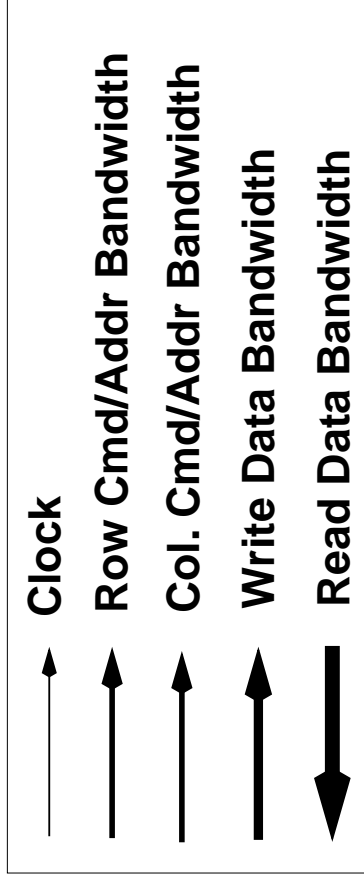 Clock
Row Cmd/Addr Bandwidth
Col. Cmd/Addr Bandwidth
Write Data Bandwidth
Read Data Bandwidth